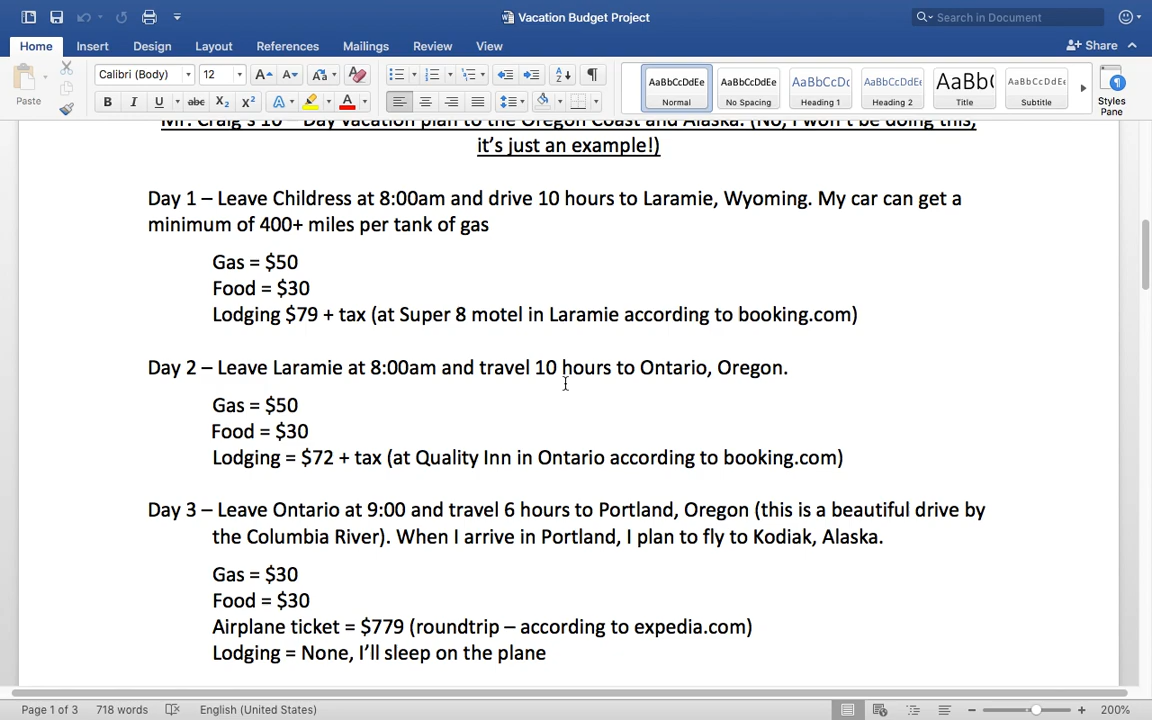 Vacation Budget Project
Search in Document
Home Insert Design Layout References Mailings Review View
Share
Paste
Calibri (Body) 12
B I U abc X₂ X²
AaBbCcDdEe Normal
AaBbCcDdEe No Spacing
AaBbCcDc Heading 1
AaBbCcDdEe Heading 2
AaBb( Title
AaBbCcDdEe Subtitle
Styles Pane
Mr. Craig's 10 – Day vacation plan to the Oregon Coast and Alaska. (No, I won't be doing this,
it's just an example!)
Day 1 – Leave Childress at 8:00am and drive 10 hours to Laramie, Wyoming. My car can get a
minimum of 400+ miles per tank of gas
Gas = $50
Food = $30
Lodging $79 + tax (at Super 8 motel in Laramie according to booking.com)
Day 2 – Leave Laramie at 8:00am and travel 10 hours to Ontario, Oregon.
Gas = $50
Food = $30
Lodging = $72 + tax (at Quality Inn in Ontario according to booking.com)
Day 3 – Leave Ontario at 9:00 and travel 6 hours to Portland, Oregon (this is a beautiful drive by
the Columbia River). When I arrive in Portland, I plan to fly to Kodiak, Alaska.
Gas = $30
Food = $30
Airplane ticket = $779 (roundtrip – according to expedia.com)
Lodging = None, I'll sleep on the plane
Page 1 of 3 718 words English (United States) 200%